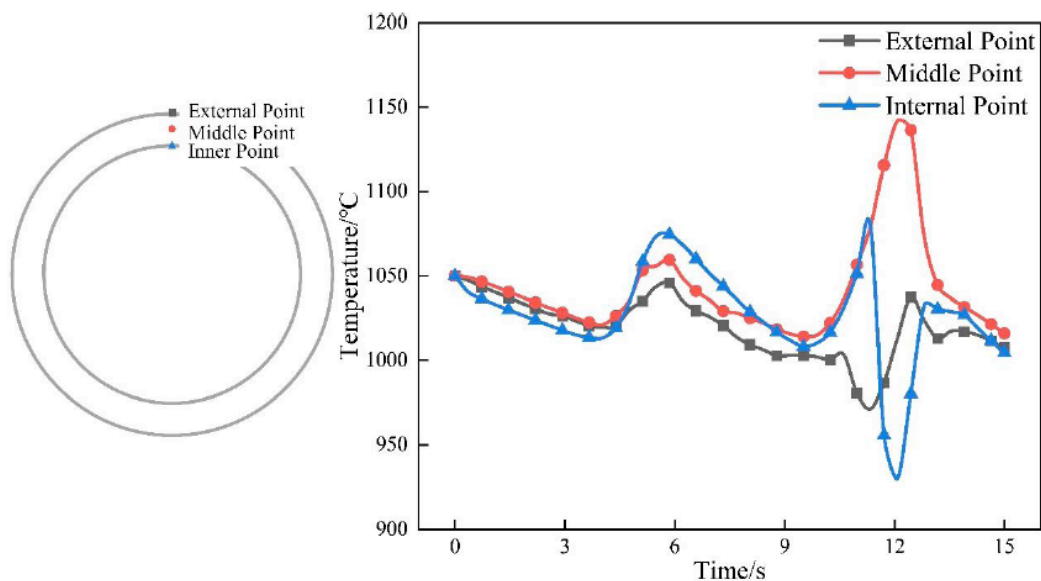 External Point
Middle Point
Inner Point
1200
1150
1100
1050
1000
950
900
Temperature/°C
External Point
Middle Point
Internal Point
0
3
6
9
12
15
Time/s